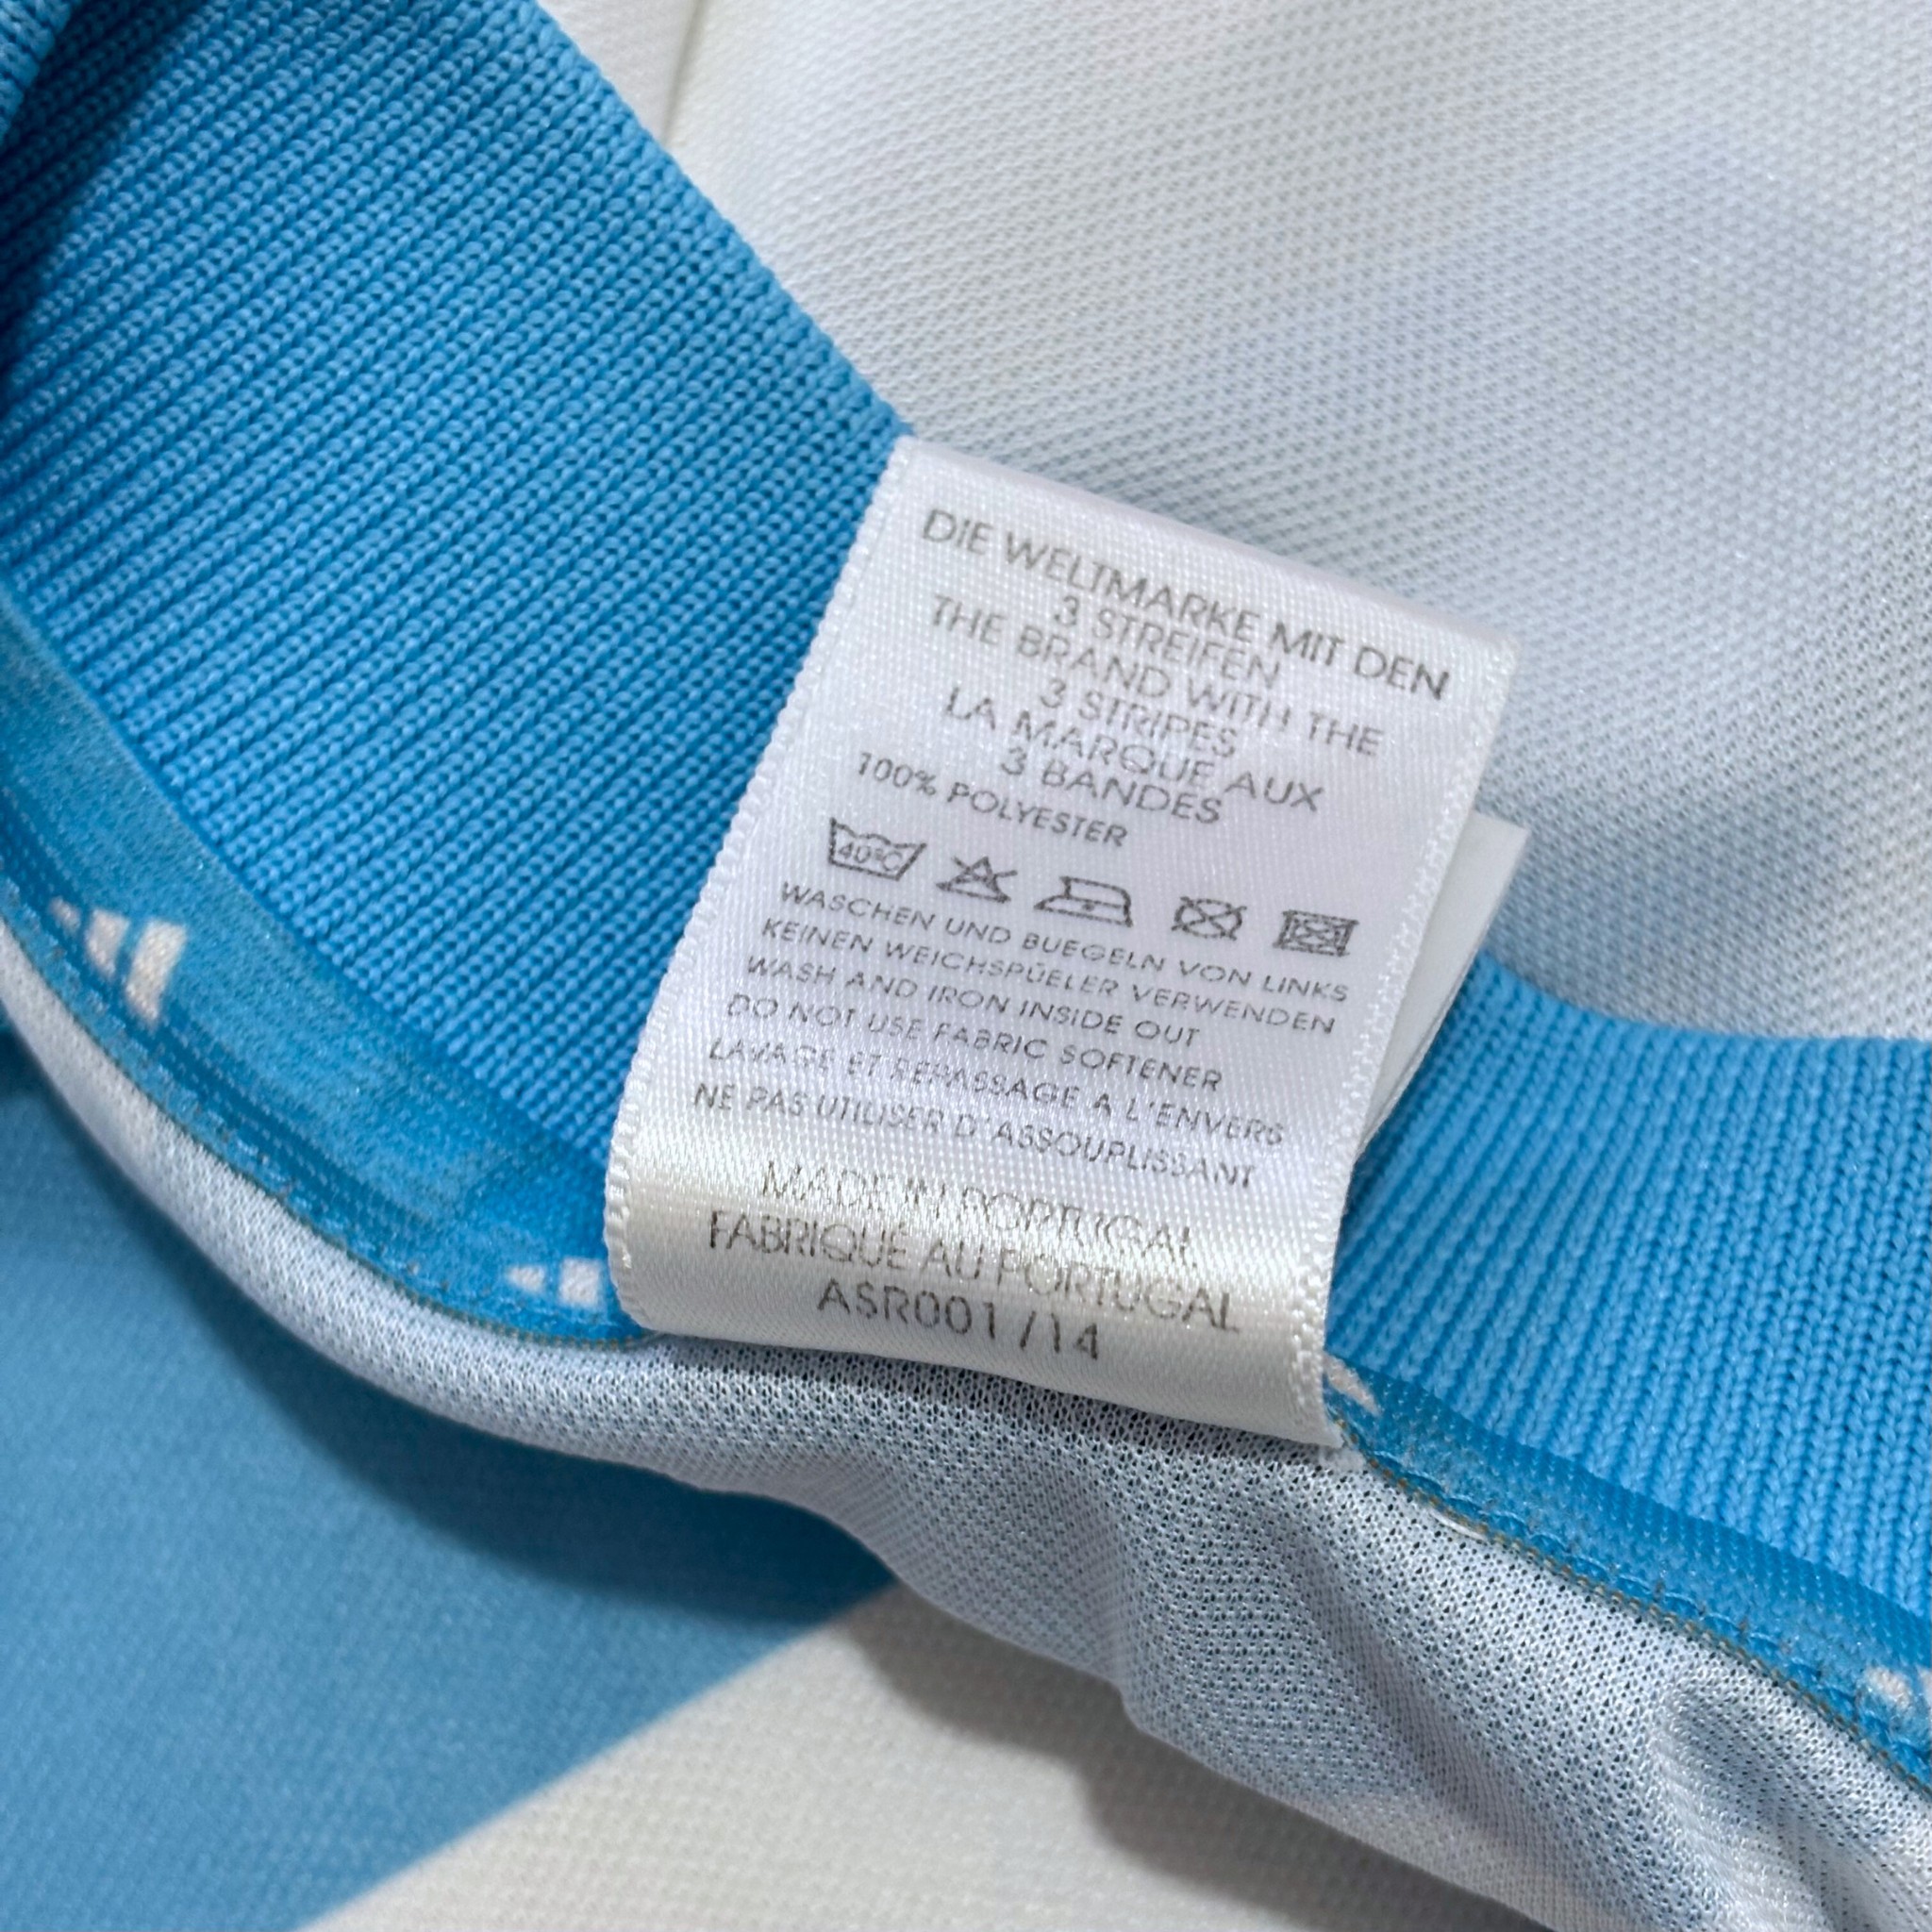 DIE WELTMARKE MIT DEN
3 STREIFEN
THE BRAND WITH THE
3 STRIPES
LA MARQUE AUX
3 BANDES
100% POLYESTER
40°C
WASCHEN UND BUEGELN VON LINKS
KEINEN WEICHSPÜELER VERWENDEN
WASH AND IRON INSIDE OUT
DO NOT USE FABRIC SOFTENER
LAVAGE ET REPASSAGE A L'ENVERS
NE PAS UTILISER D'ASSOUPLISSANT
MADE IN PORTUGAL
FABRIQUÉ AU PORTUGAL
ASR001/14